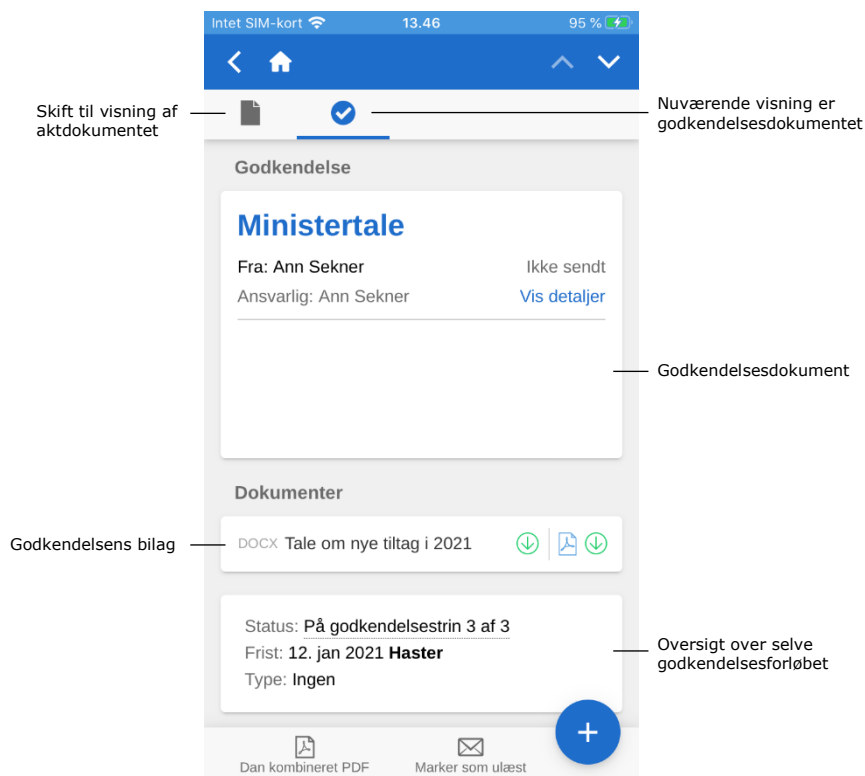 Intet SIM-kort 13.46 95 %
Skift til visning af
aktdokumentet
Nuværende visning er
godkendelsesdokumentet
Godkendelse
Ministertale
Fra: Ann Sekner Ikke sendt
Ansvarlig: Ann Sekner Vis detaljer
Godkendelsesdokument
Dokumenter
Godkendelsens bilag
DOCX Tale om nye tiltag i 2021
Status: På godkendelsestrin 3 af 3
Frist: 12. jan 2021 Haster
Type: Ingen
Oversigt over selve
godkendelsesforløbet
Dan kombineret PDF Marker som ulæst